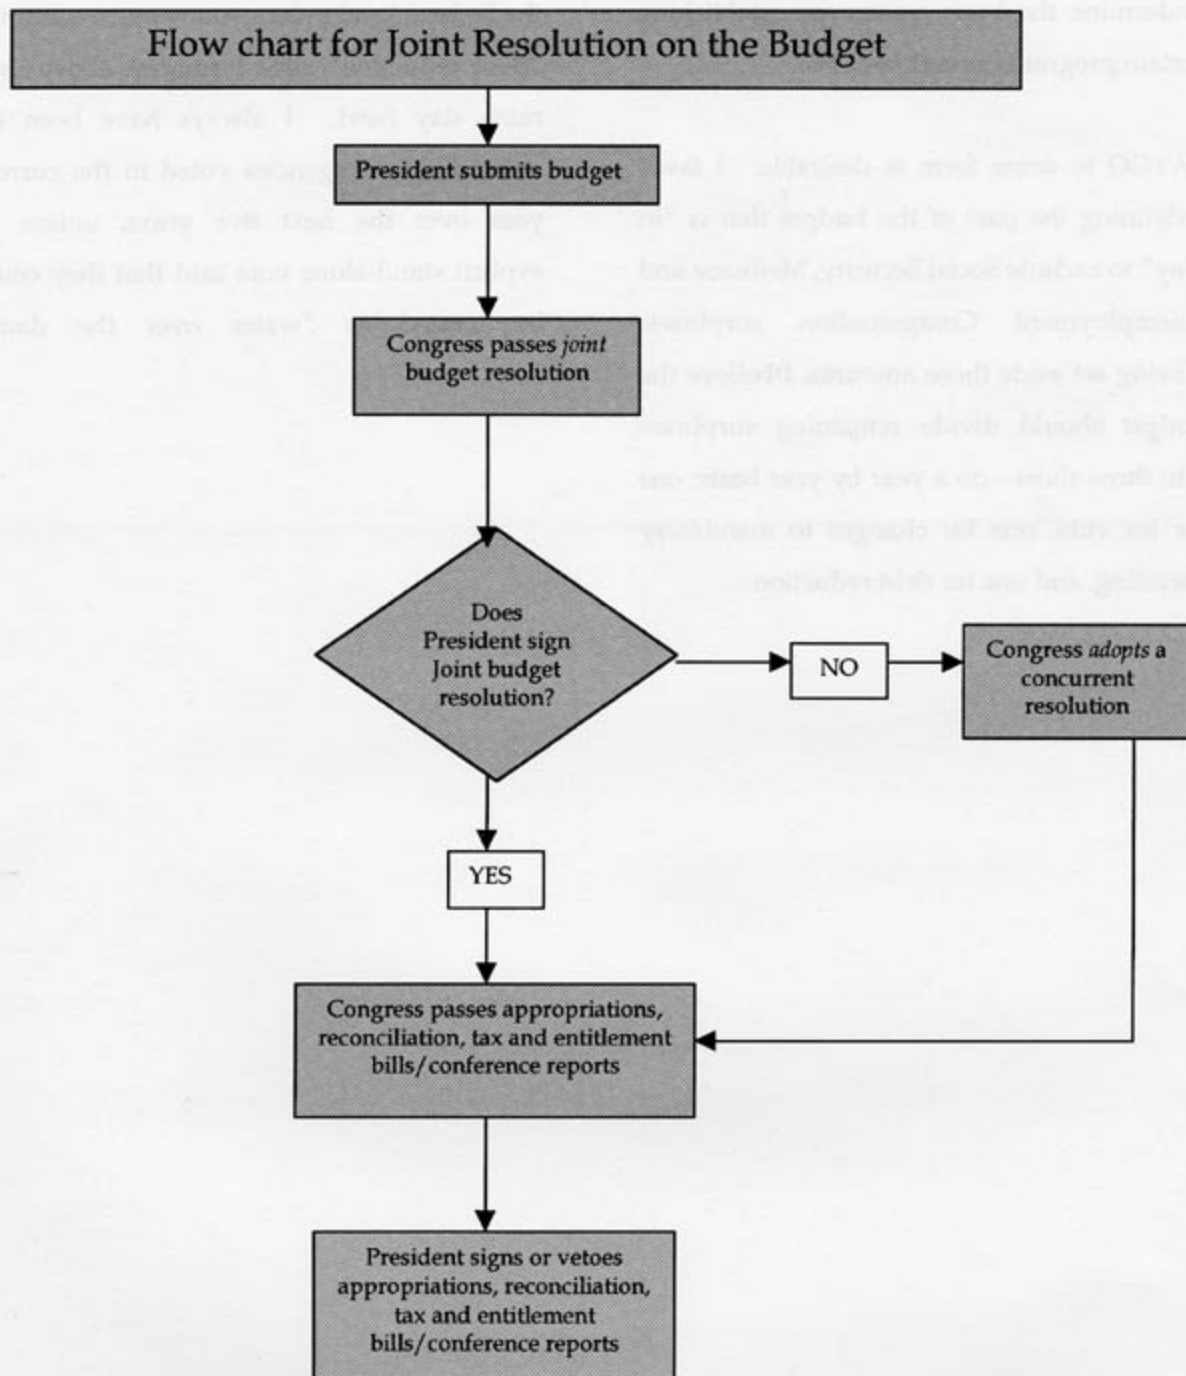 Flow chart for Joint Resolution on the Budget
President submits budget
Congress passes joint
budget resolution
Does
President sign
Joint budget
resolution?
NO
Congress adopts a
concurrent
resolution
YES
Congress passes appropriations,
reconciliation, tax and entitlement
bills/conference reports
President signs or vetoes
appropriations, reconciliation,
tax and entitlement
bills/conference reports